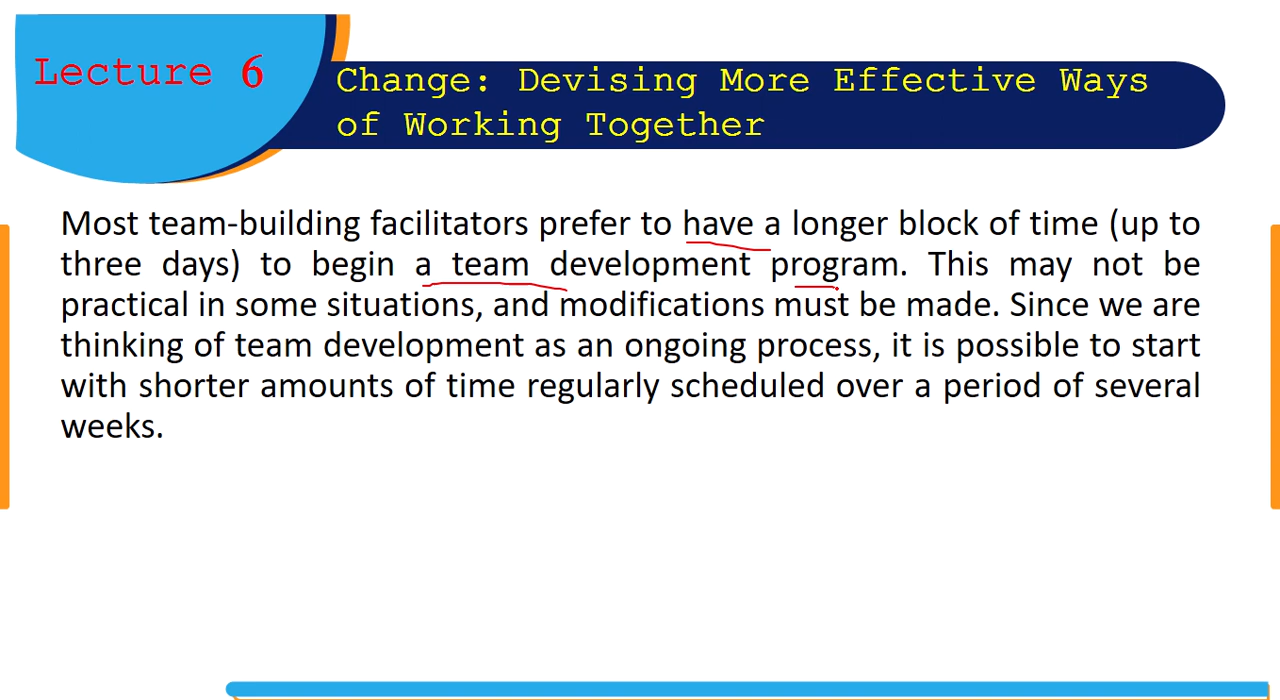 Lecture 6
Change: Devising More Effective Ways
of Working Together
Most team-building facilitators prefer to have a longer block of time (up to
three days) to begin a team development program. This may not be
practical in some situations, and modifications must be made. Since we are
thinking of team development as an ongoing process, it is possible to start
with shorter amounts of time regularly scheduled over a period of several
weeks.